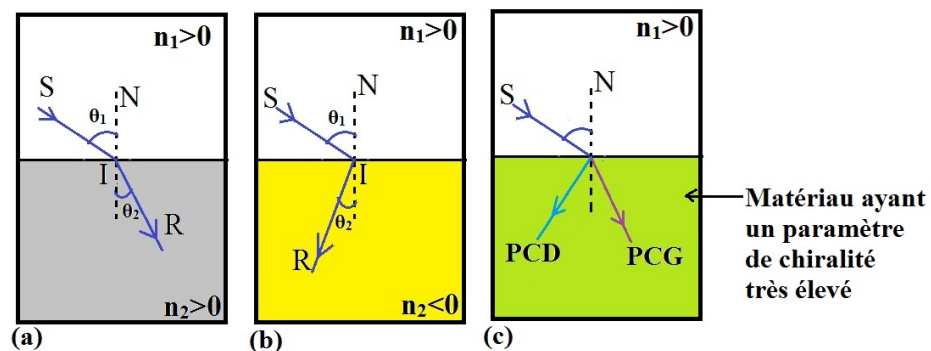 n₁>0
S
N
θ₁
I
θ₂
R
n₂>0
(a)
n₁>0
S
N
θ₁
I
θ₂
R
n₂<0
(b)
n₁>0
S
N
PCD
PCG
(c)
Matériau ayant
un paramètre
de chiralité
très élevé